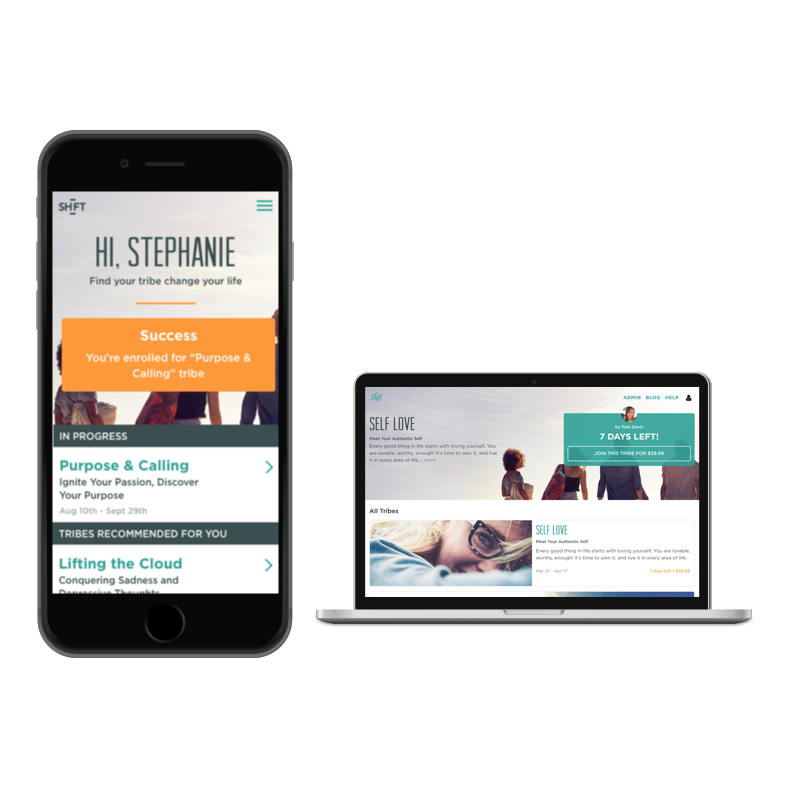 SHIFT
HI, STEPHANIE
Find your tribe change your life
Success
You're enrolled for “Purpose &
Calling” tribe
IN PROGRESS
Purpose & Calling
Ignite Your Passion, Discover
Your Purpose
Aug 10th - Sept 29th
TRIBES RECOMMENDED FOR YOU
Lifting the Cloud
Conquering Sadness and
Depressive Thoughts
Shift
ADMIN BLOG HELP
SELF LOVE
Meet Your Authentic Self
Every good thing in life starts with loving yourself. You
are lovable, worthy, enough! It's time to own it, and live
it in every area of life.... more
by Pam Davis
7 DAYS LEFT!
JOIN THIS TRIBE FOR $39.99
All Tribes
SELF LOVE
Meet Your Authentic Self
Every good thing in life starts with loving yourself. You are lovable,
worthy, enough! It's time to own it, and live it in every area of life.
Mar 27 - Apr 17
7 days left • $39.99